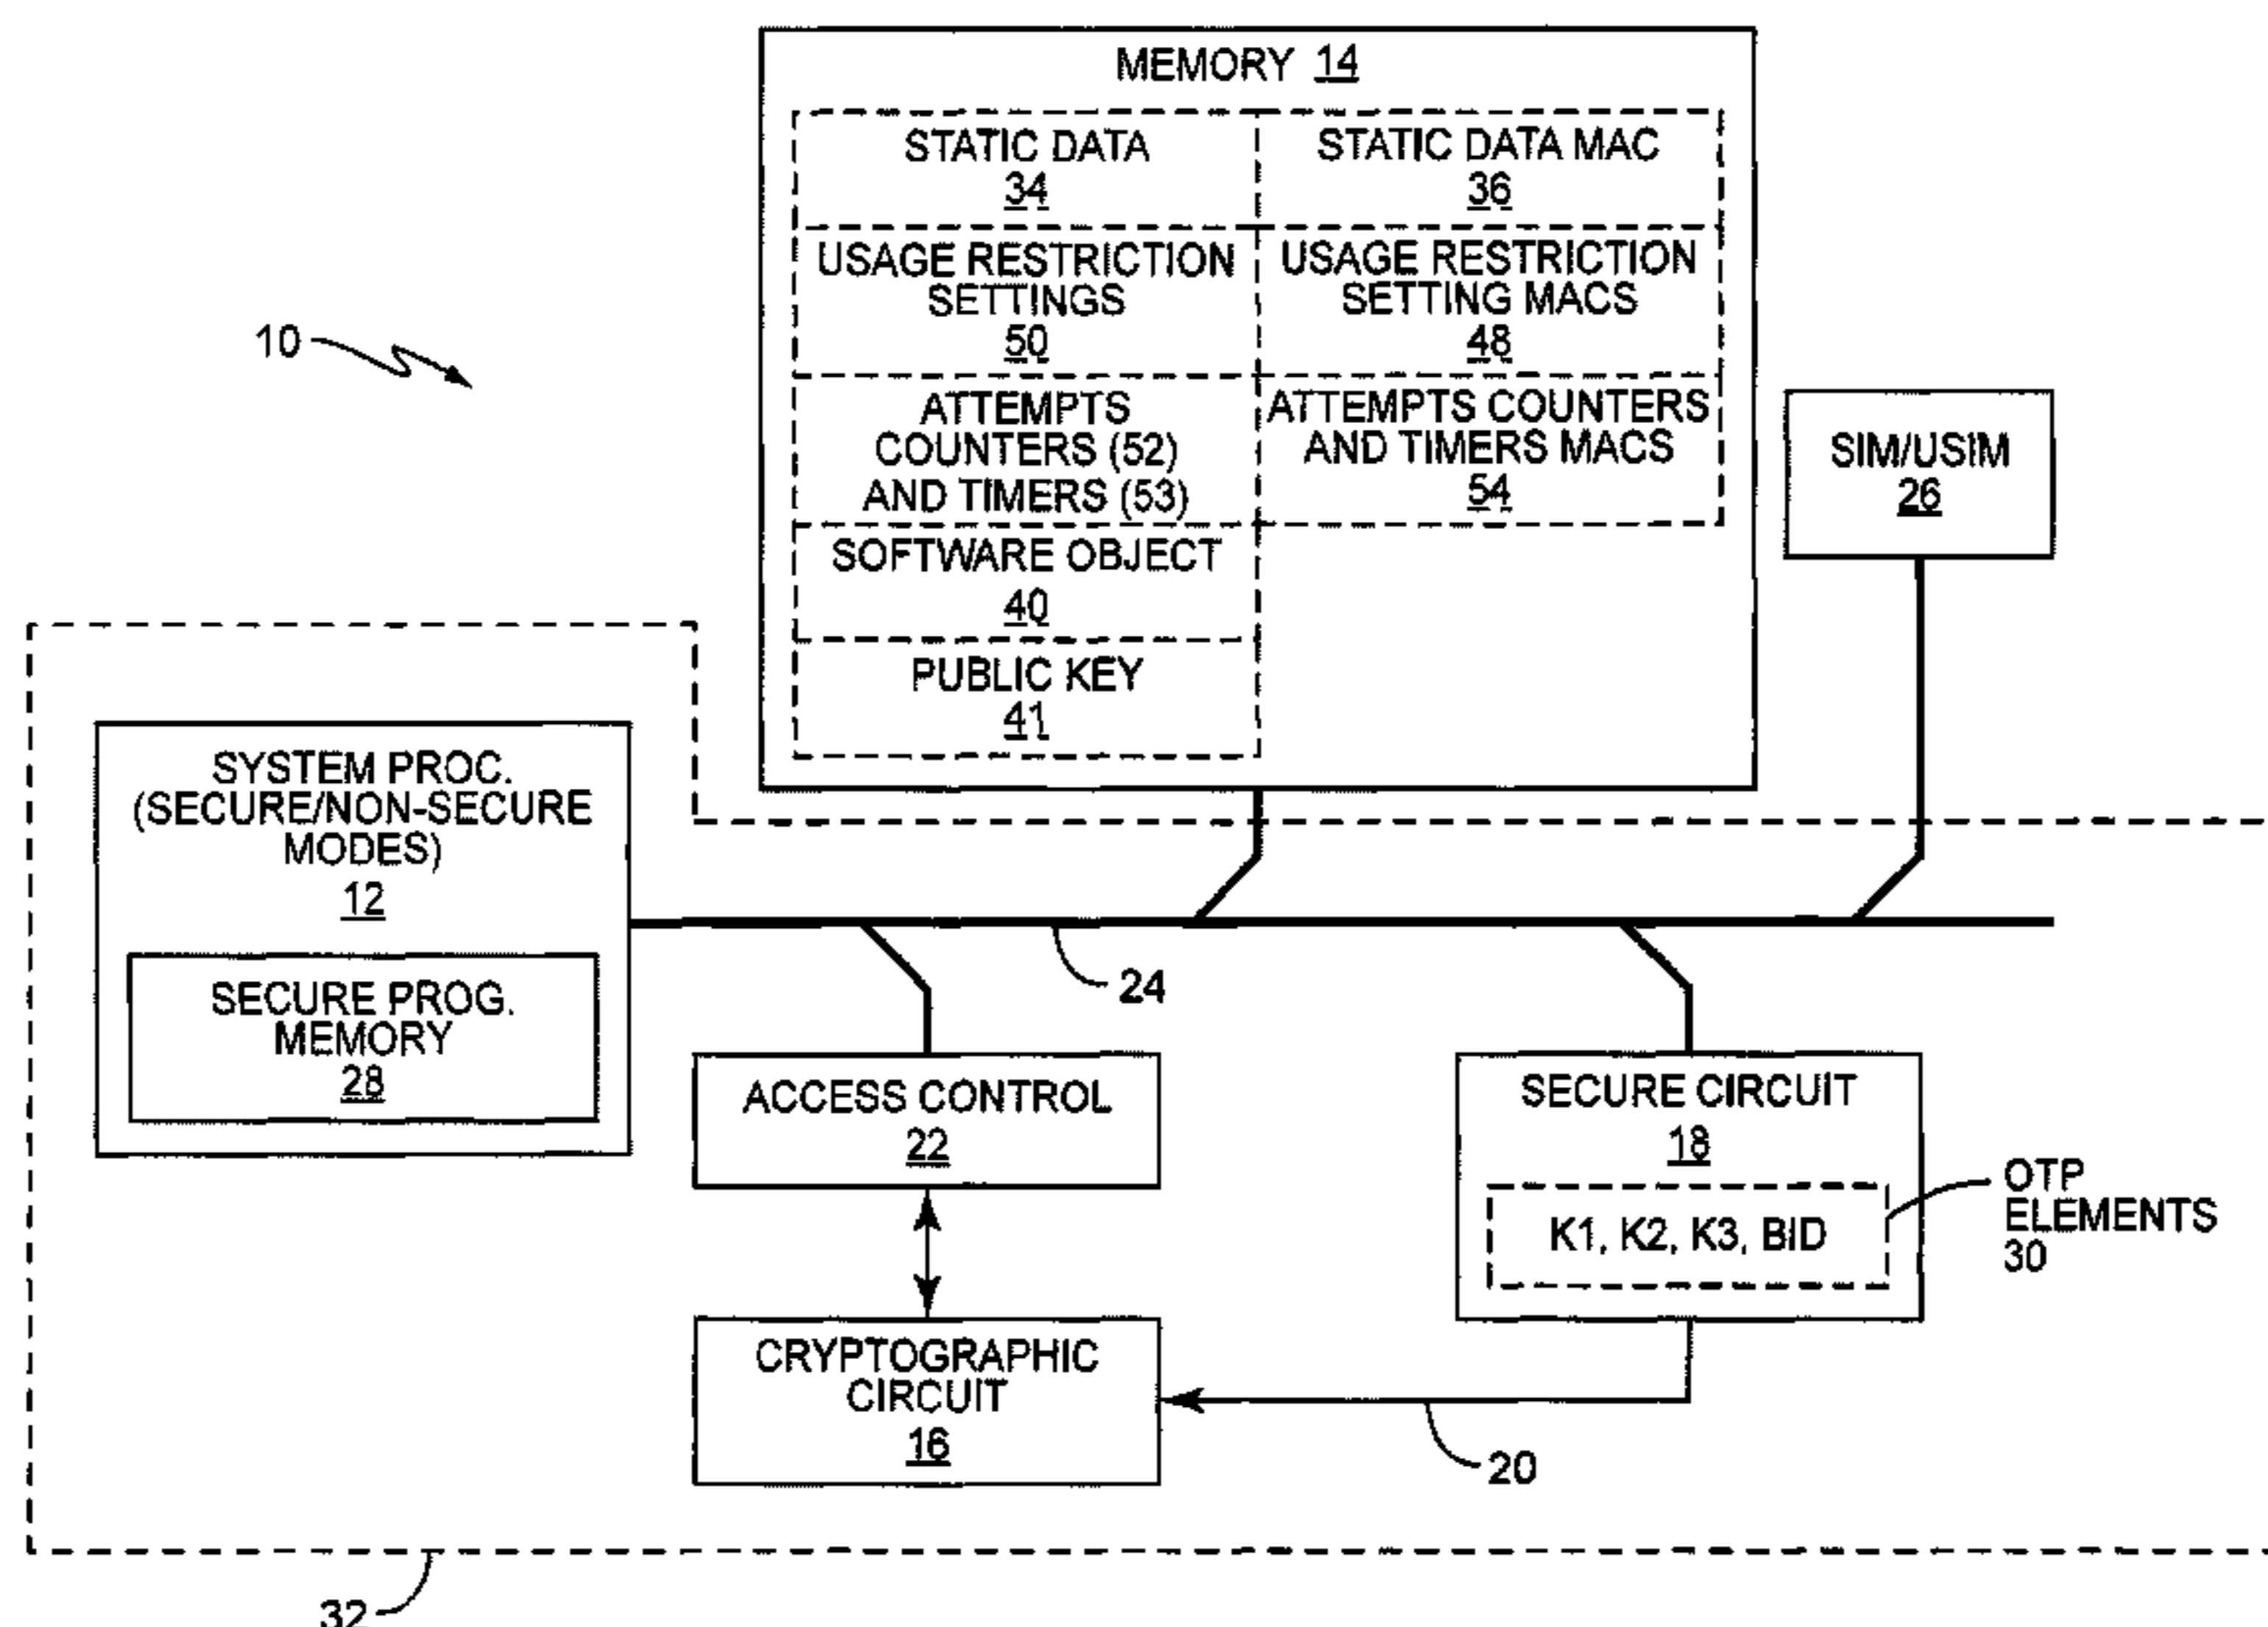 MEMORY 14
STATIC DATA
34
STATIC DATA MAC
36
USAGE RESTRICTION
SETTINGS
50
USAGE RESTRICTION
SETTING MACS
48
ATTEMPTS
COUNTERS (52)
AND TIMERS (53)
ATTEMPTS COUNTERS
AND TIMERS MACS
54
SOFTWARE OBJECT
40
PUBLIC KEY
41
10
SIM/USIM
26
SYSTEM PROC.
(SECURE/NON-SECURE
MODES)
12
SECURE PROG.
MEMORY
28
24
ACCESS CONTROL
22
SECURE CIRCUIT
18
K1, K2, K3, BID
OTP
ELEMENTS
30
CRYPTOGRAPHIC
CIRCUIT
16
20
32